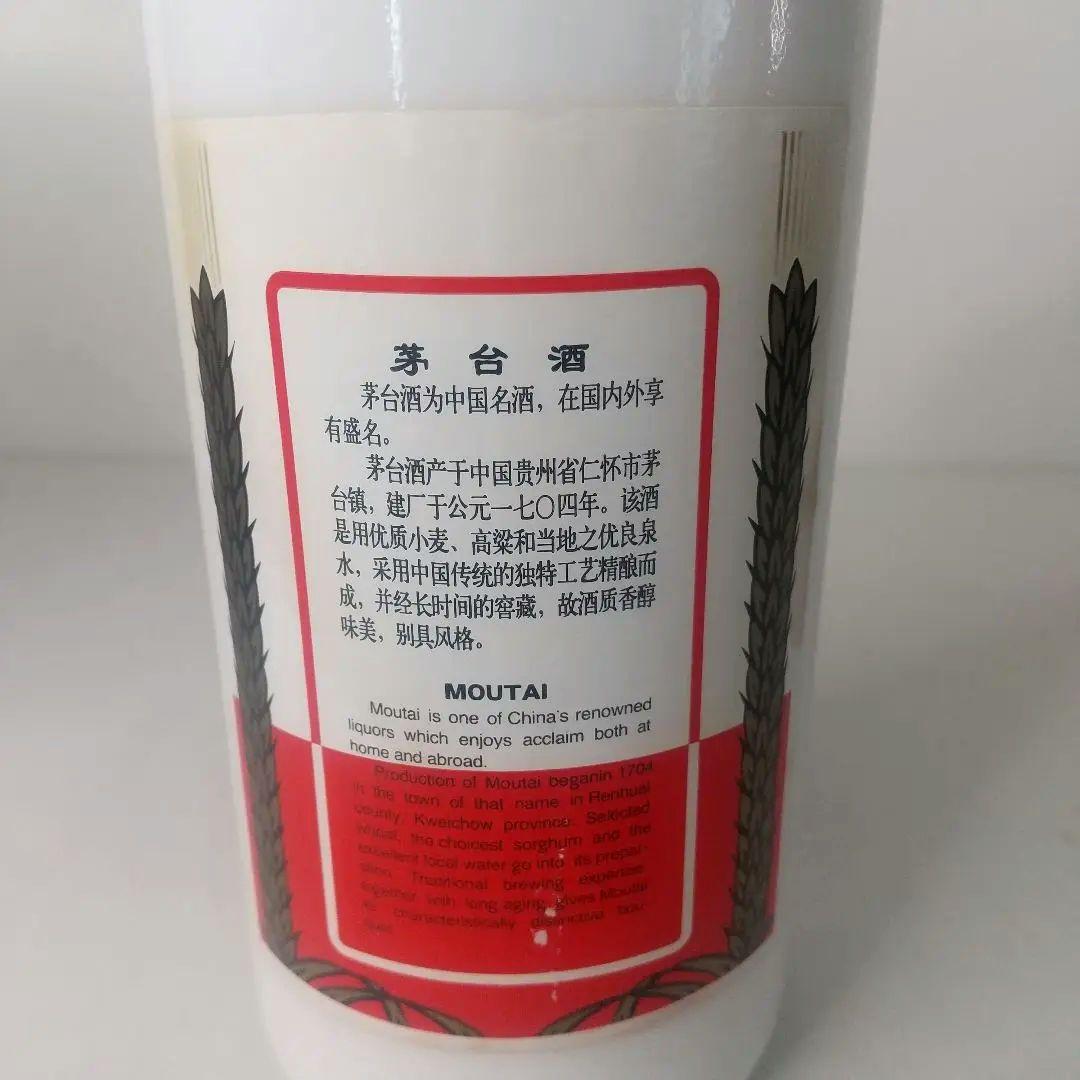 茅台酒
茅台酒为中国名酒，在国内外享
有盛名。
茅台酒产于中国贵州省仁怀市茅
台镇，建厂于公元一七〇四年。该酒
是用优质小麦、高粱和当地之优良泉
水，采用中国传统的独特工艺精酿而
成，并经长时间的窖藏，故酒质香醇
味美，别具风格。
MOUTAI
Moutai is one of China's renowned
liquors which enjoys acclaim both at
home and abroad.
Production of Moutai beganin 1704
in the town of that name in Renhuai
county, Kweichow province. Selected
wheat, the choicest sorghum and the
excellent local water go into its prepar-
ation. Traditional brewing expertise
together with long aging, gives Moutai
its characteristically distinctive bou-
quet.